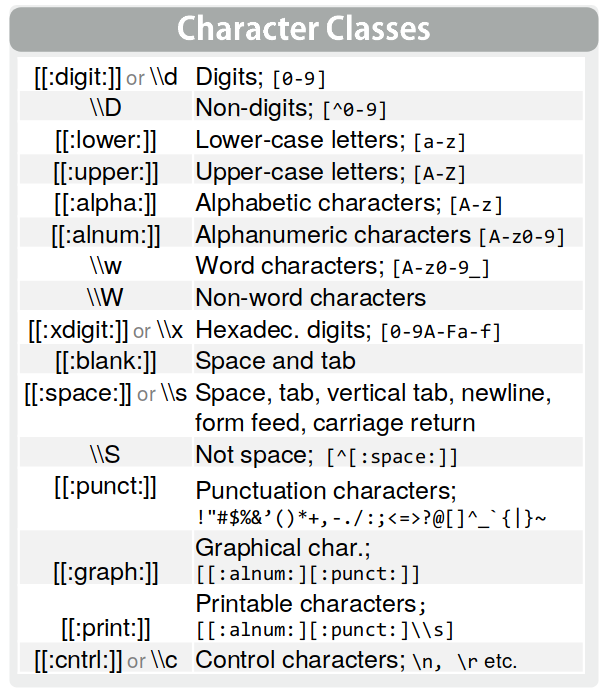 Character Classes
[[:digit:]] or \\d Digits; [0-9]
\\D Non-digits; [^0-9]
[[:lower:]] Lower-case letters; [a-z]
[[:upper:]] Upper-case letters; [A-Z]
[[:alpha:]] Alphabetic characters; [A-z]
[[:alnum:]] Alphanumeric characters [A-z0-9]
\\w Word characters; [A-z0-9_]
\\W Non-word characters
[[:xdigit:]] or \\x Hexadec. digits; [0-9A-Fa-f]
[[:blank:]] Space and tab
[[:space:]] or \\s Space, tab, vertical tab, newline,
form feed, carriage return
\\S Not space; [^[:space:]]
[[:punct:]] Punctuation characters;
!"#$%&’()*+,-./:;<=>?@[]^_`{|}~
Graphical char.;
[[:graph:]] [[:alnum:][:punct:]]
Printable characters;
[[:print:]] [[:alnum:][:punct:]\\s]
[[:cntrl:]] or \\c Control characters; \n, \r etc.